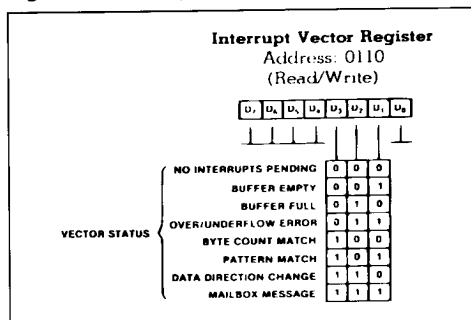 Interrupt Vector Register
Address: 0110
(Read/Write)
D7 D6 D5 D4 D3 D2 D1 D0
NO INTERRUPTS PENDING 0 0 0
BUFFER EMPTY 0 0 1
BUFFER FULL 0 1 0
OVER/UNDERFLOW ERROR 0 1 1
VECTOR STATUS
BYTE COUNT MATCH 1 0 0
PATTERN MATCH 1 0 1
DATA DIRECTION CHANGE 1 1 0
MAILBOX MESSAGE 1 1 1